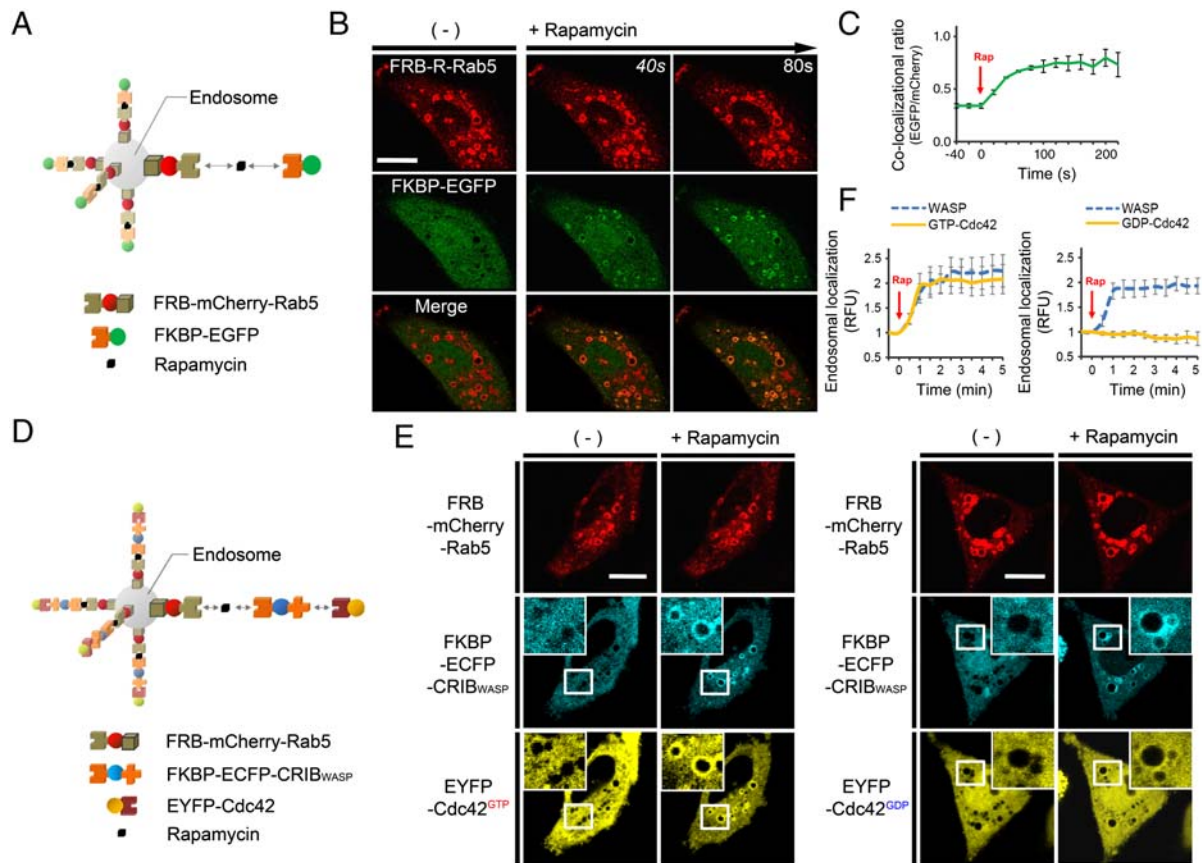 A
Endosome
FRB-mCherry-Rab5
FKBP-EGFP
Rapamycin
B
( - )
+ Rapamycin
FRB-R-Rab5
40s
80s
FKBP-EGFP
Merge
C
Co-localizational ratio
(EGFP/mCherry)
1.0
0.5
0.0
Rap
-40
0
100
200
Time (s)
F
WASP
GTP-Cdc42
Endosomal localization
(RFU)
2.5
2
1.5
1
0.5
Rap
0
1
2
3
4
5
Time (min)
WASP
GDP-Cdc42
Endosomal localization
(RFU)
2.5
2
1.5
1
0.5
Rap
0
1
2
3
4
5
Time (min)
D
Endosome
FRB-mCherry-Rab5
FKBP-ECFP-CRIBWASP
EYFP-Cdc42
Rapamycin
E
( - )
+ Rapamycin
FRB
-mCherry
-Rab5
FKBP
-ECFP
-CRIBWASP
EYFP
-Cdc42GTP
( - )
+ Rapamycin
FRB
-mCherry
-Rab5
FKBP
-ECFP
-CRIBWASP
EYFP
-Cdc42GDP